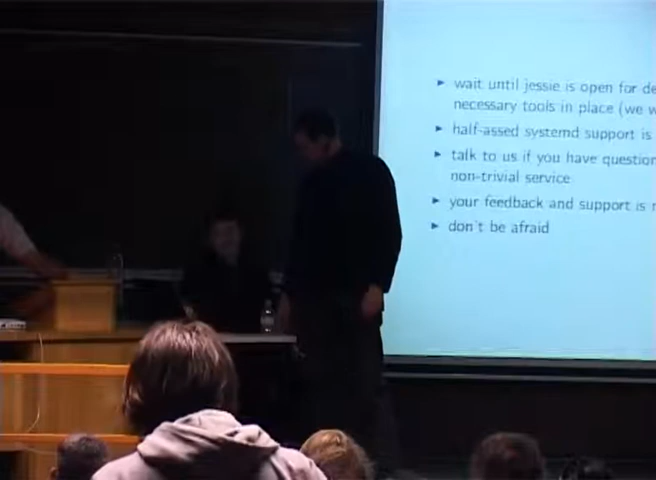 ▸ wait until jessie is open for de
necessary tools in place (we w
▸ half-assed systemd support is
▸ talk to us if you have question
non-trivial service
▸ your feedback and support is
▸ don't be afraid